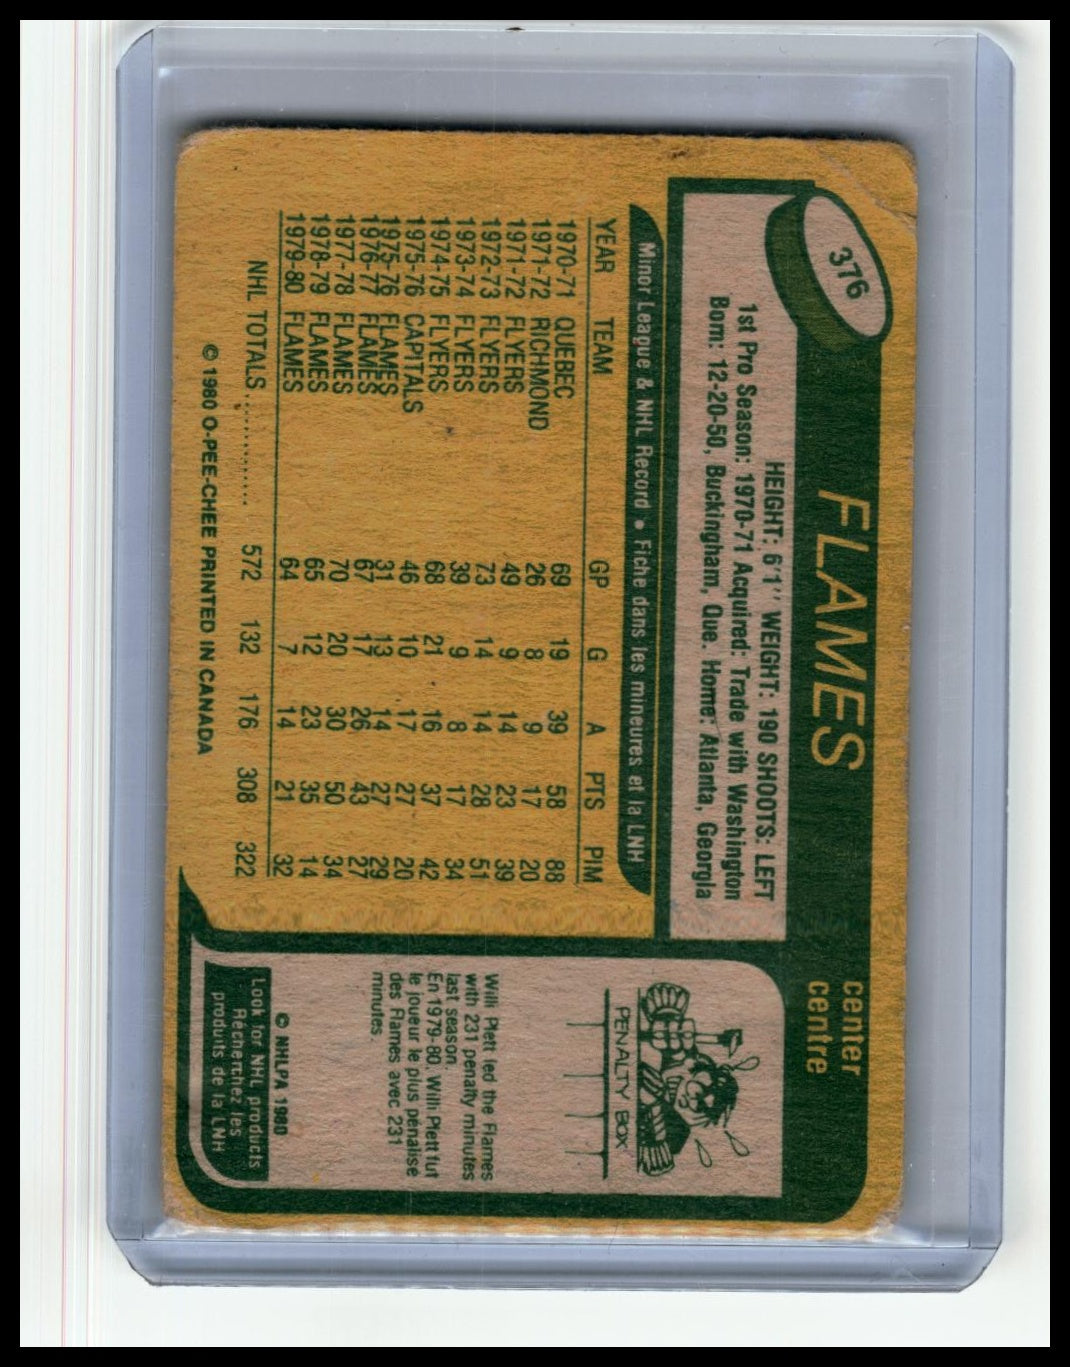 376
FLAMES
center
centre
HEIGHT: 6'1" WEIGHT: 190 SHOOTS: LEFT
1st Pro Season: 1970-71 Acquired: Trade with Washington
Born: 12-20-50, Buckingham, Que. Home: Atlanta, Georgia
Minor League & NHL Record • Fiche dans les mineures et la LNH
YEAR TEAM GP G A PTS PIM
1970-71 QUEBEC 69 19 39 58 88
1971-72 RICHMOND 26 8 9 17 20
1971-72 FLYERS 49 9 14 23 39
1972-73 FLYERS 73 14 14 28 51
1973-74 FLYERS 39 9 8 17 34
1974-75 FLYERS 68 21 16 37 42
1975-76 CAPITALS 46 10 17 27 20
1975-76 FLAMES 31 13 14 27 29
1976-77 FLAMES 67 17 26 43 27
1977-78 FLAMES 70 20 30 50 34
1978-79 FLAMES 65 12 23 35 14
1979-80 FLAMES 64 7 14 21 32
NHL TOTALS............ 572 132 176 308 322
© 1980 O-PEE-CHEE PRINTED IN CANADA
PENALTY BOX
Willi Plett led the Flames
with 231 penalty minutes
last season.
En 1979-80, Willi Plett fut
le joueur le plus pénalisé
des Flames avec 231
minutes.
© NHLPA 1980
Look for NHL products
Recherchez les
produits de la LNH